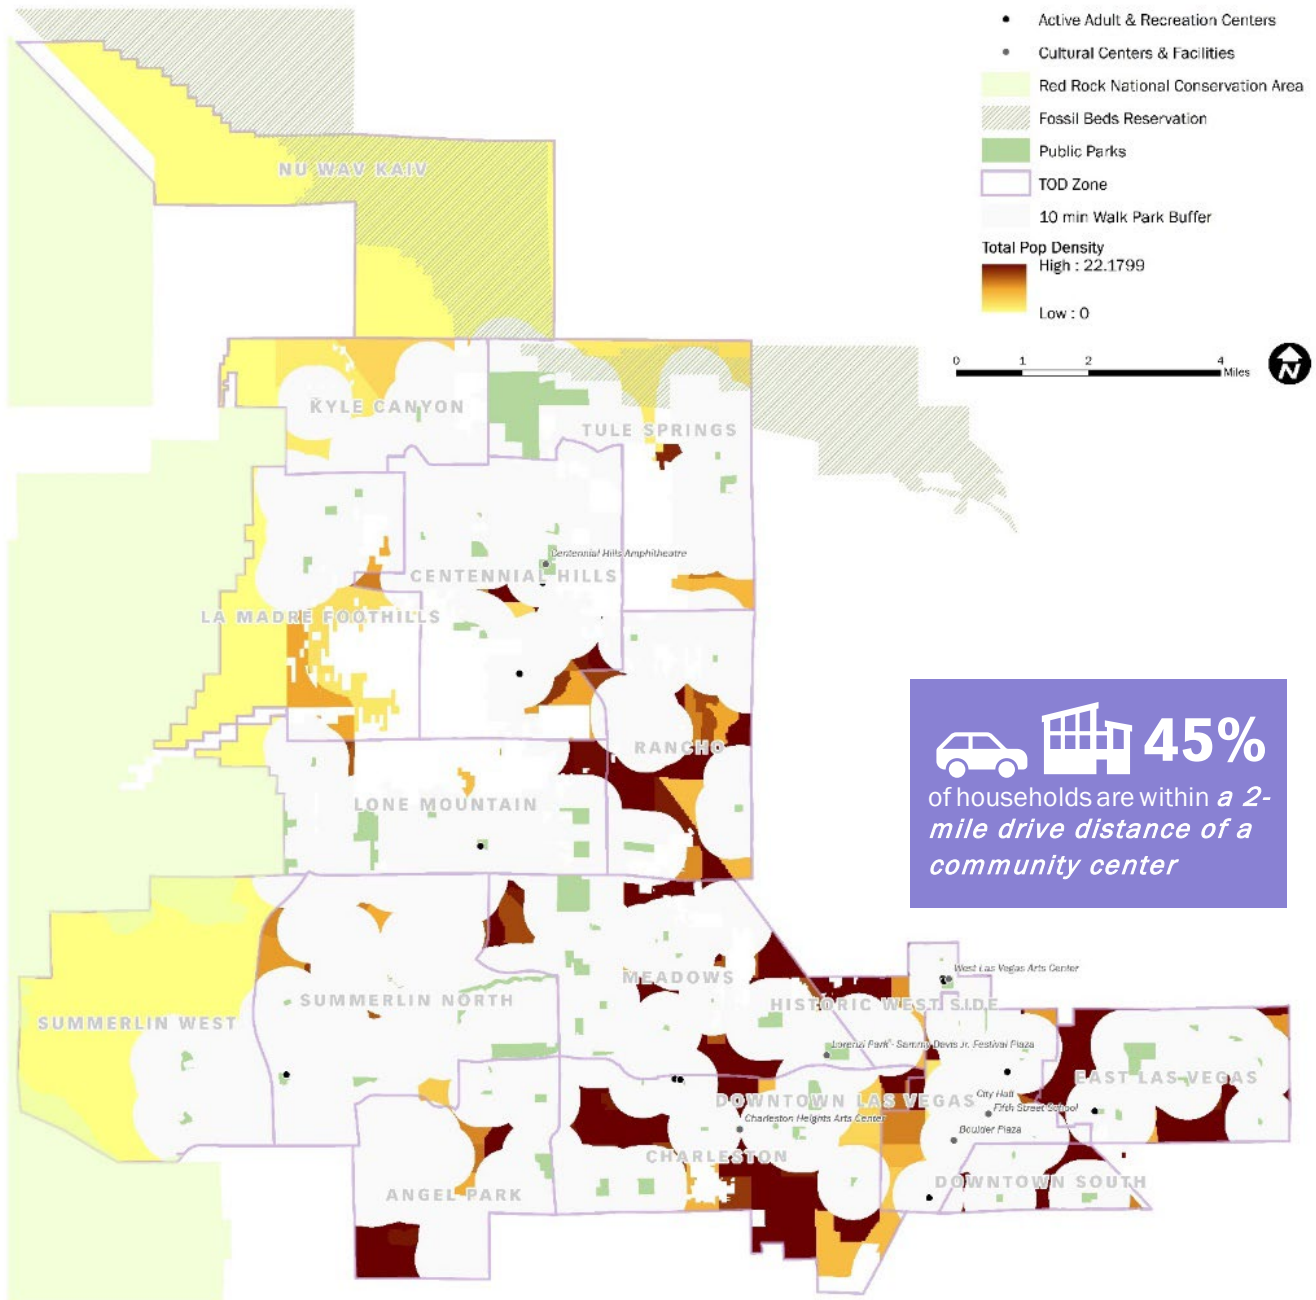 Active Adult & Recreation Centers
Cultural Centers & Facilities
Red Rock National Conservation Area
Fossil Beds Reservation
Public Parks
TOD Zone
10 min Walk Park Buffer
Total Pop Density
High : 22.1799
Low : 0
0 1 2 4
Miles
N
NU WAV KAIV
KYLE CANYON
TULE SPRINGS
Centennial Hills Amphitheatre
CENTENNIAL HILLS
LA MADRE FOOTHILLS
RANCHO
LONE MOUNTAIN
45%
of households are within a 2-
mile drive distance of a
community center
West Las Vegas Arts Center
MEADOWS
SUMMERLIN NORTH
HISTORIC WEST SIDE
SUMMERLIN WEST
Lorenzi Park - Sammy Davis Jr. Festival Plaza
EAST LAS VEGAS
City Hall
DOWNTOWN LAS VEGAS
Fifth Street School
Charleston Heights Arts Center
Boulder Plaza
CHARLESTON
DOWNTOWN SOUTH
ANGEL PARK